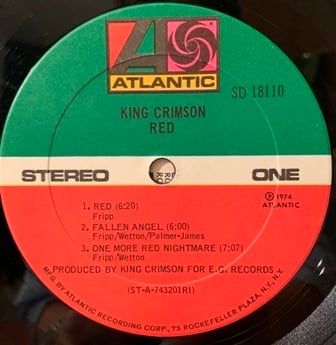 ATLANTIC
SD 18110
KING CRIMSON
RED
STEREO
ONE
1. RED (6:20)
Fripp
2. FALLEN ANGEL (6:00)
Fripp/Wetton/Palmer-James
3. ONE MORE RED NIGHTMARE (7:07)
Fripp/Wetton
℗ 1974
ATLANTIC
PRODUCED BY KING CRIMSON FOR E.G. RECORDS
(ST-A-743201RI)
BY ATLANTIC RECORDING CORP., 75 ROCKEFELLER PLAZA, N.Y., N.Y.